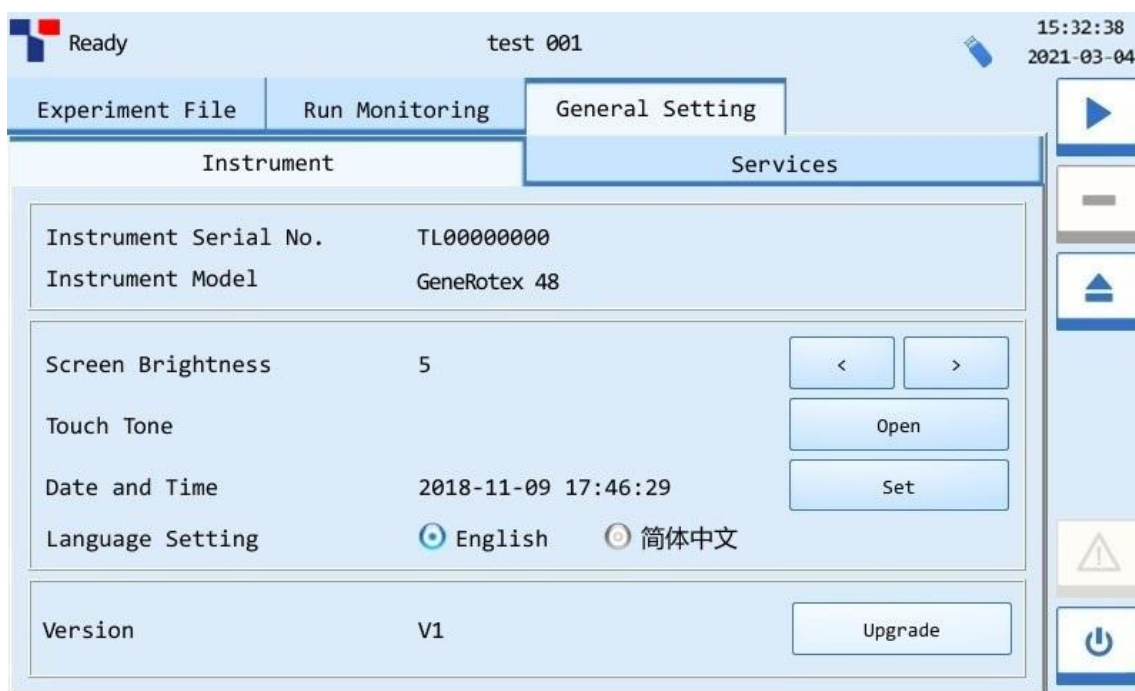 Ready test 001 15:32:38
2021-03-04
Experiment File Run Monitoring General Setting
Instrument Services
Instrument Serial No. TL00000000
Instrument Model GeneRotex 48
Screen Brightness 5 < >
Touch Tone Open
Date and Time 2018-11-09 17:46:29 Set
Language Setting English 简体中文
Version V1 Upgrade